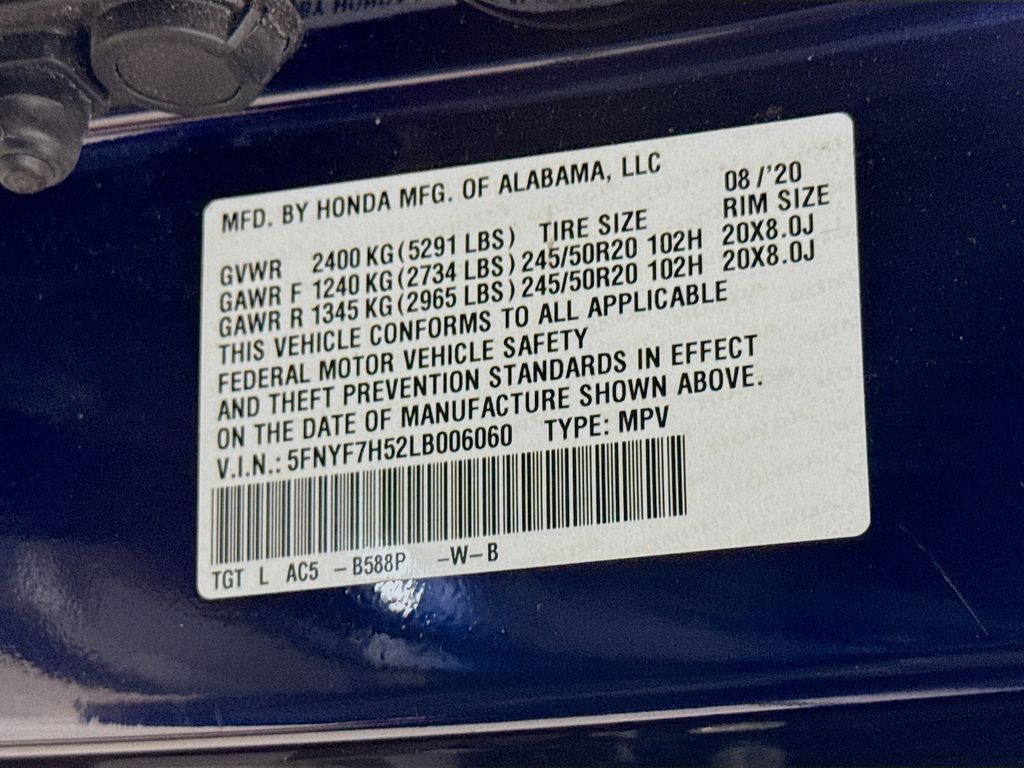 MFD. BY HONDA MFG. OF ALABAMA, LLC 08/'20
GVWR 2400 KG (5291 LBS) TIRE SIZE RIM SIZE
GAWR F 1240 KG (2734 LBS) 245/50R20 102H 20X8.0J
GAWR R 1345 KG (2965 LBS) 245/50R20 102H 20X8.0J
THIS VEHICLE CONFORMS TO ALL APPLICABLE
FEDERAL MOTOR VEHICLE SAFETY
AND THEFT PREVENTION STANDARDS IN EFFECT
ON THE DATE OF MANUFACTURE SHOWN ABOVE.
V.I.N.: 5FNYF7H52LB006060 TYPE: MPV
TGT L AC5 -B588P -W-B